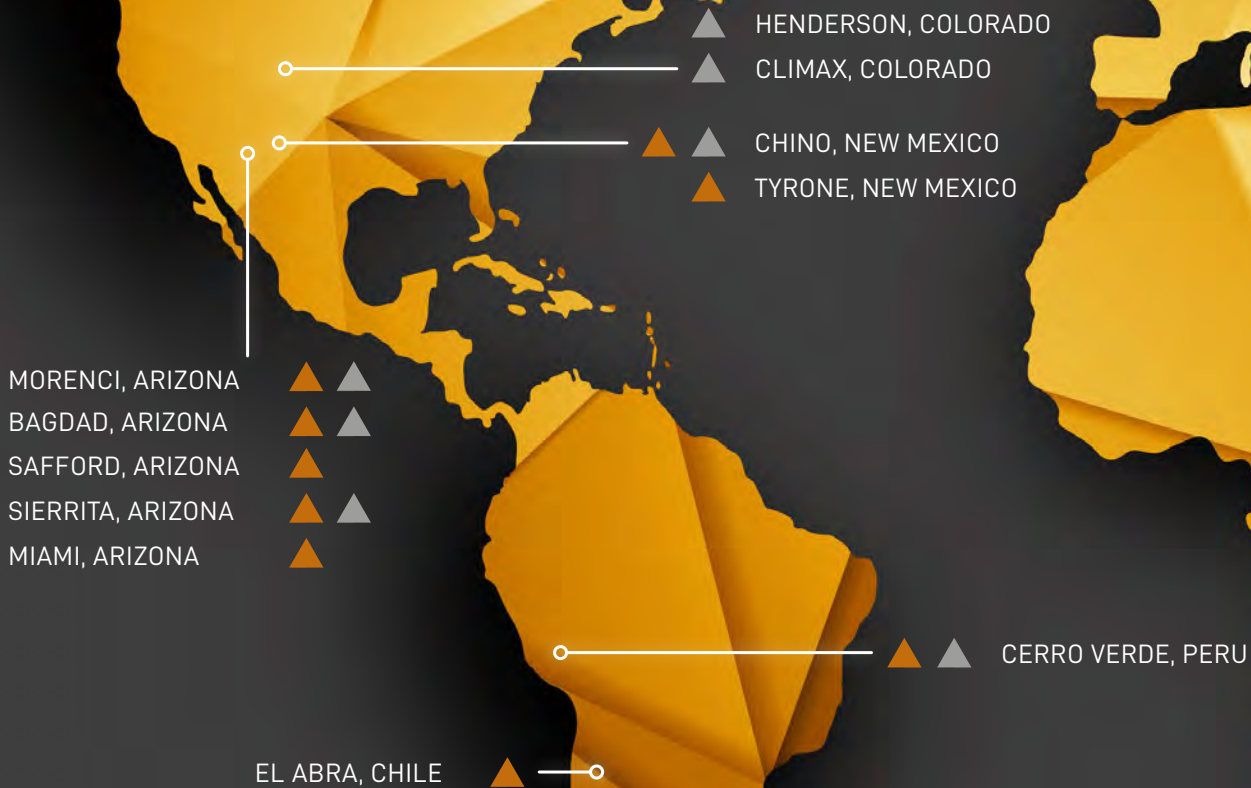 HENDERSON, COLORADO
CLIMAX, COLORADO
CHINO, NEW MEXICO
TYRONE, NEW MEXICO
MORENCI, ARIZONA
BAGDAD, ARIZONA
SAFFORD, ARIZONA
SIERRITA, ARIZONA
MIAMI, ARIZONA
CERRO VERDE, PERU
EL ABRA, CHILE